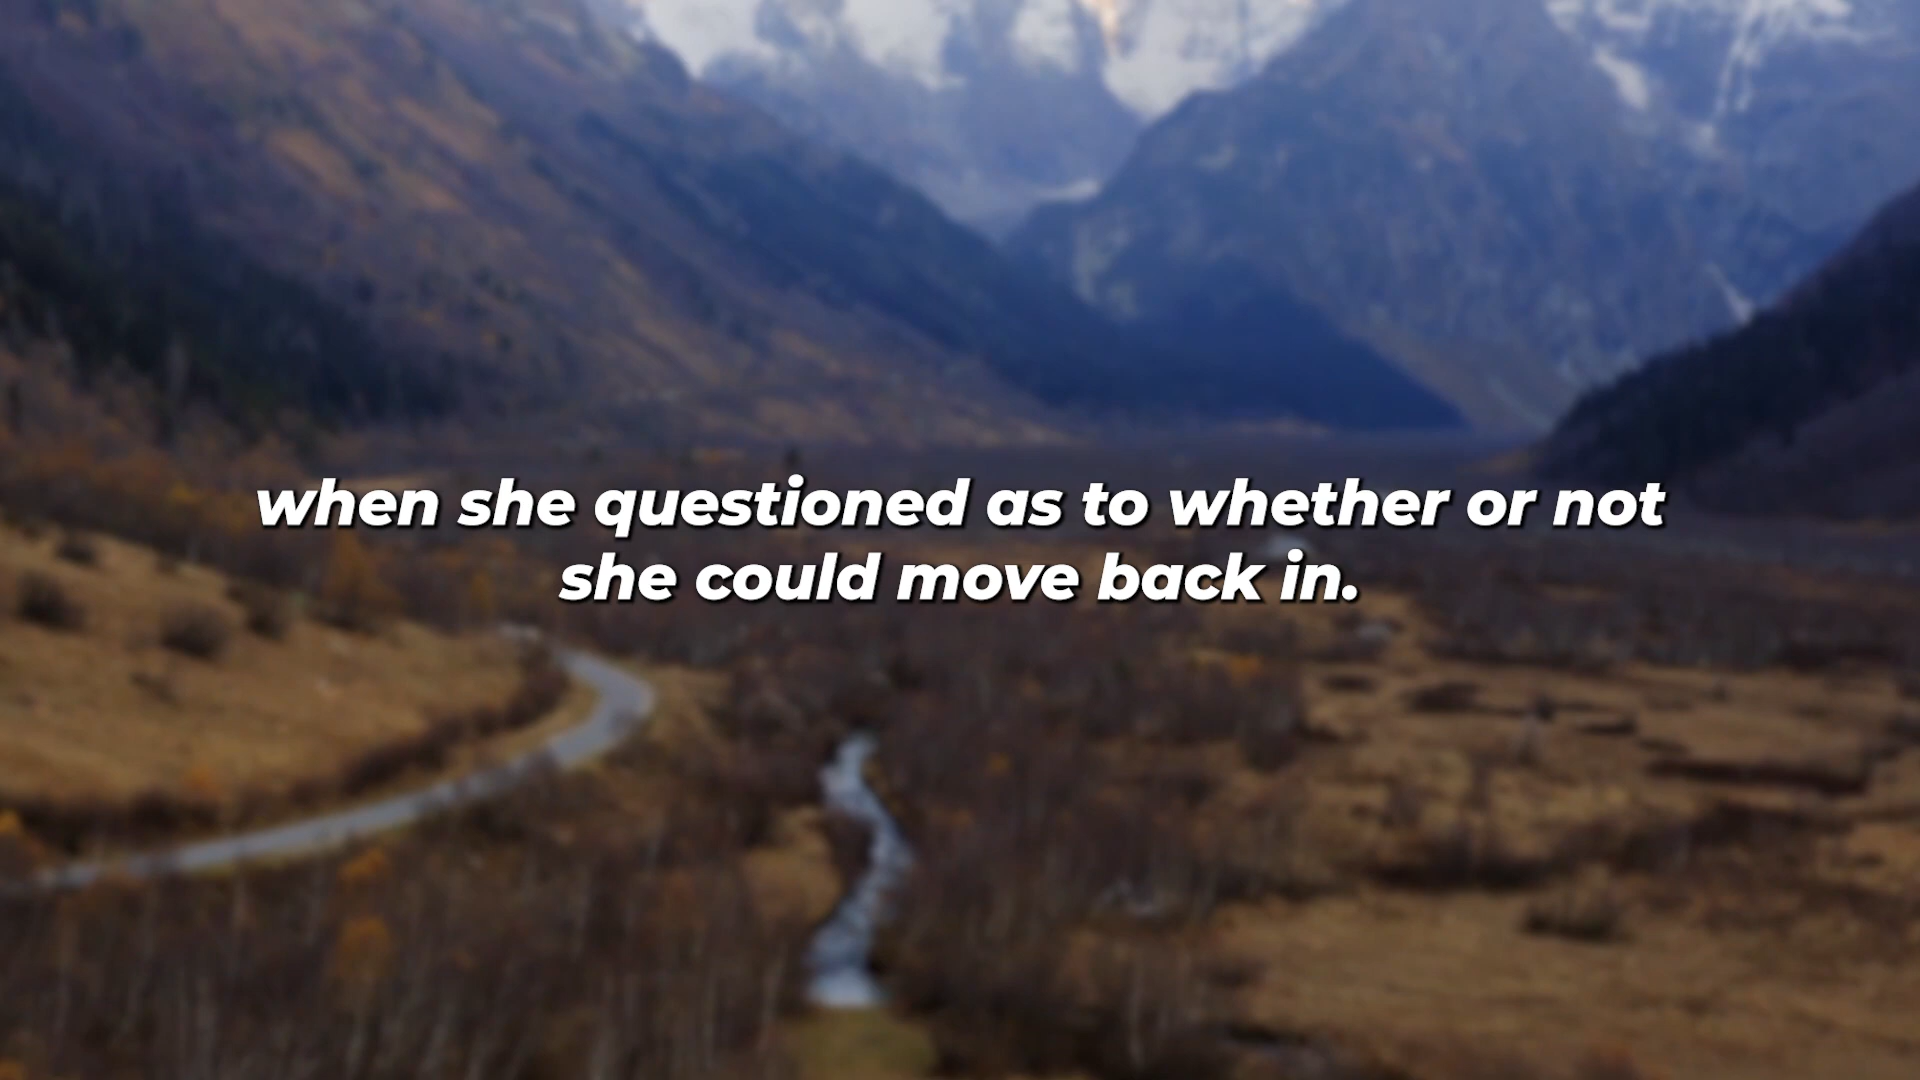 when she questioned as to whether or not
she could move back in.